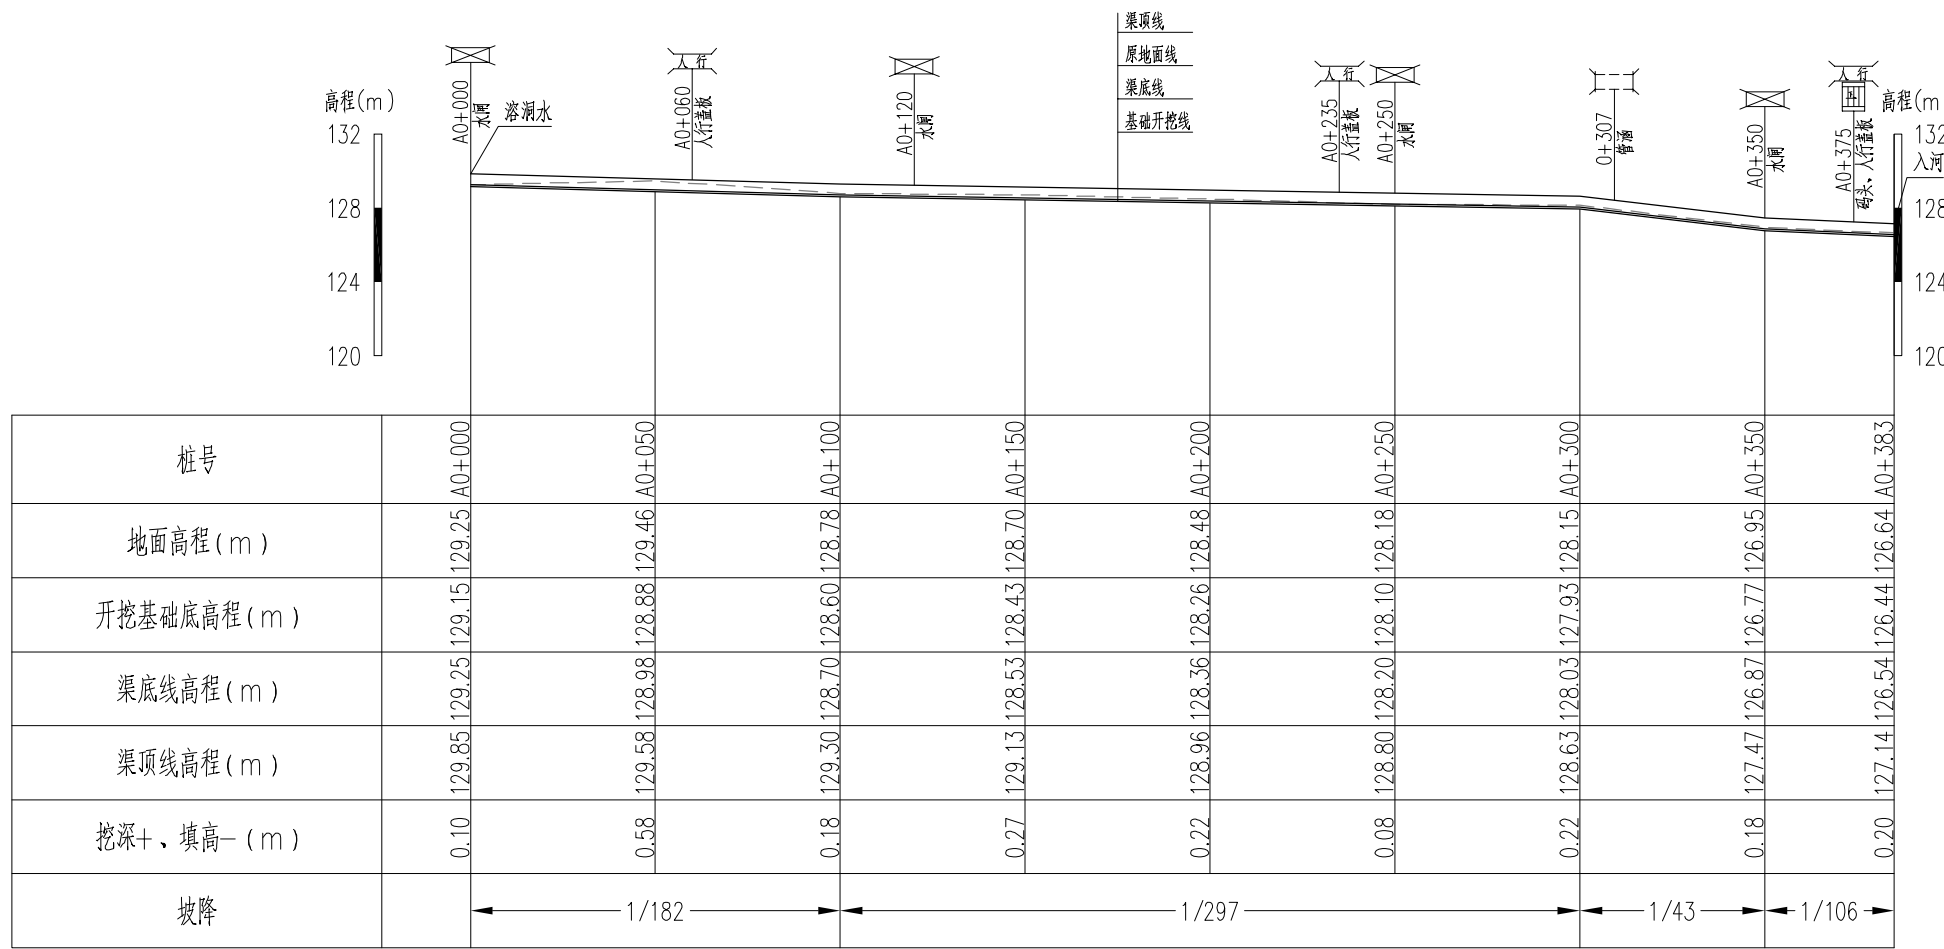 渠顶线
原地面线
渠底线
基础开挖线
高程(m)
132
128
124
120
A0+000
水闸
溶洞水
人 行
A0+060
人行盖板
A0+120
水闸
人 行
A0+235
人行盖板
A0+250
水闸
0+307
管涵
A0+350
水闸
人 行
A0+375
码头、人行盖板
高程(m
132
入河
128
124
120
桩号 A0+000 A0+050 A0+100 A0+150 A0+200 A0+250 A0+300 A0+350 A0+383
地面高程(m) 129.25 129.46 128.78 128.70 128.48 128.18 128.15 126.95 126.64
开挖基础底高程(m) 129.15 128.88 128.60 128.43 128.26 128.10 127.93 126.77 126.44
渠底线高程(m) 129.25 128.98 128.70 128.53 128.36 128.20 128.03 126.87 126.54
渠顶线高程(m) 129.85 129.58 129.30 129.13 128.96 128.80 128.63 127.47 127.14
挖深+、填高-(m) 0.10 0.58 0.18 0.27 0.22 0.08 0.22 0.18 0.20
坡降 1/182 1/297 1/43 1/106